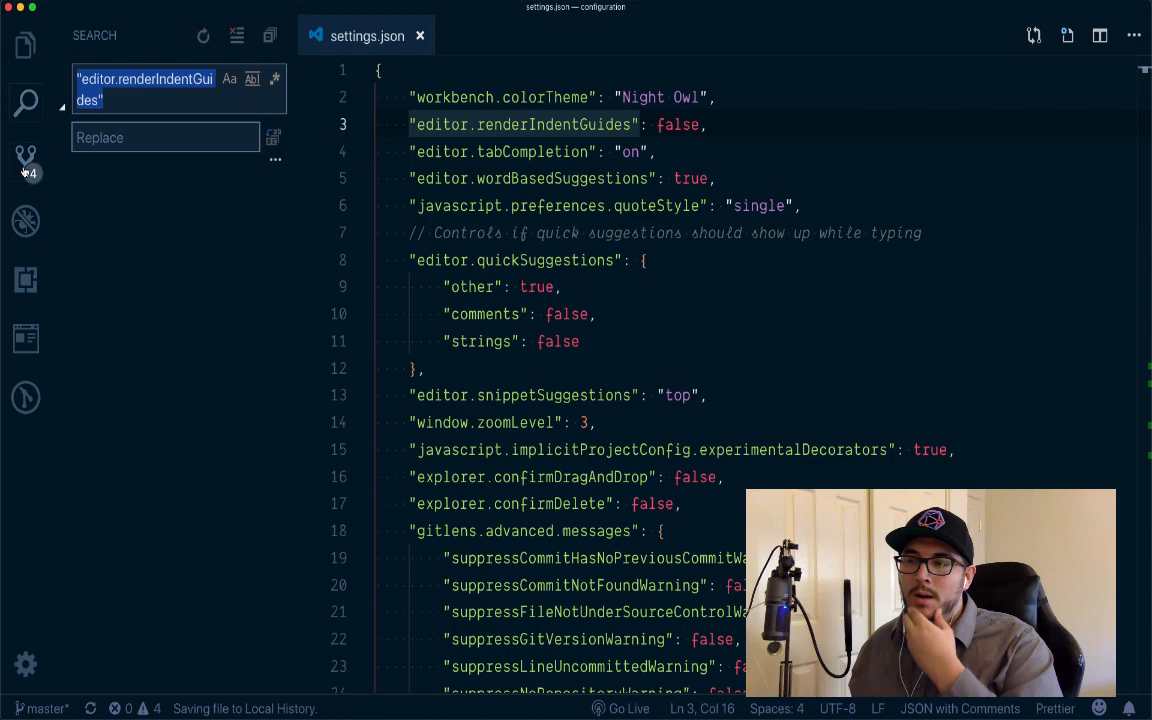 settings.json — configuration
SEARCH
settings.json
"editor.renderIndentGui
des"
Aa
Abl
Replace
4
1 {
2 "workbench.colorTheme": "Night Owl",
3 "editor.renderIndentGuides": false,
4 "editor.tabCompletion": "on",
5 "editor.wordBasedSuggestions": true,
6 "javascript.preferences.quoteStyle": "single",
7 // Controls if quick suggestions should show up while typing
8 "editor.quickSuggestions": {
9 "other": true,
10 "comments": false,
11 "strings": false
12 },
13 "editor.snippetSuggestions": "top",
14 "window.zoomLevel": 3,
15 "javascript.implicitProjectConfig.experimentalDecorators": true,
16 "explorer.confirmDragAndDrop": false,
17 "explorer.confirmDelete": false,
18 "gitlens.advanced.messages": {
19 "suppressCommitHasNoPreviousCommitWa
20 "suppressCommitNotFoundWarning": fal
21 "suppressFileNotUnderSourceControlWa
22 "suppressGitVersionWarning": false,
23 "suppressLineUncommittedWarning": fa
24 "suppressNoRepositoryWarning": false
master* 0 4 Saving file to Local History. Go Live Ln 3, Col 16 Spaces: 4 UTF-8 LF JSON with Comments Prettier